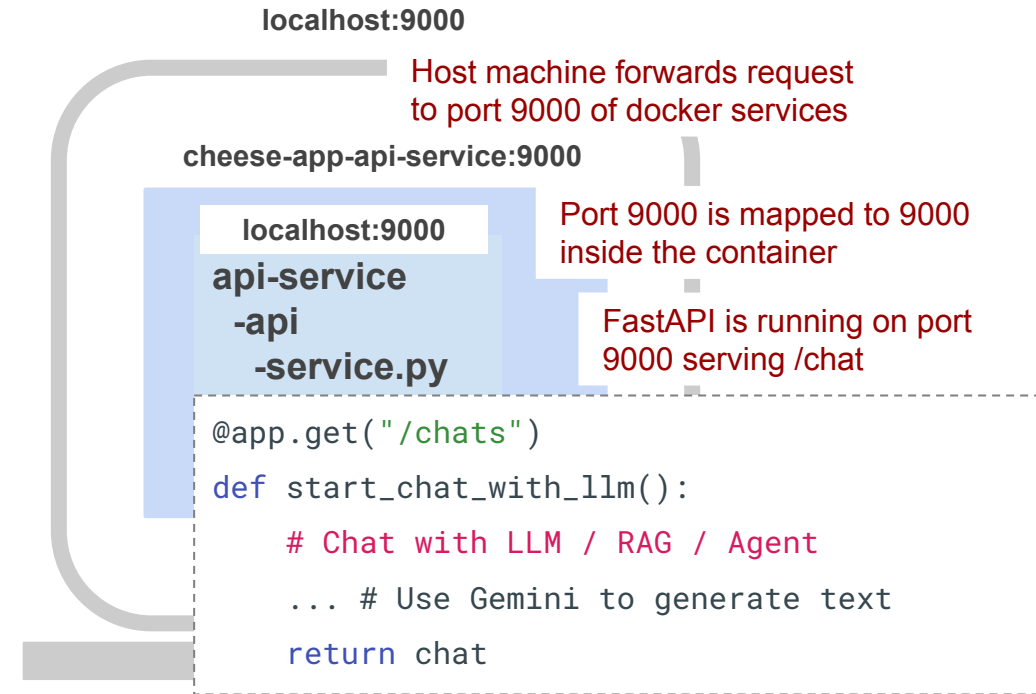 localhost:9000
Host machine forwards request
to port 9000 of docker services
cheese-app-api-service:9000
Port 9000 is mapped to 9000
inside the container
localhost:9000
api-service
-api
-service.py
FastAPI is running on port
9000 serving /chat
@app.get("/chats")
def start_chat_with_llm():
# Chat with LLM / RAG / Agent
... # Use Gemini to generate text
return chat